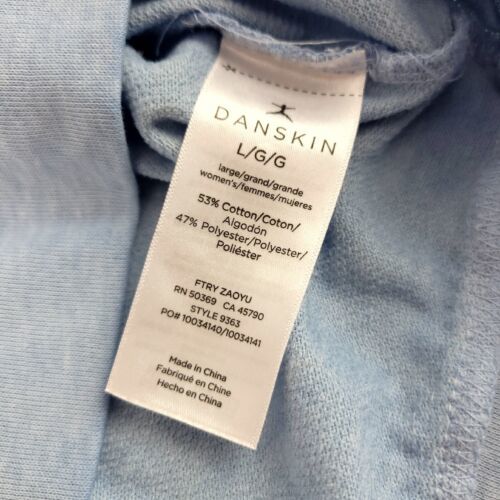 DANSKIN
L/G/G
large/grand/grande
women's/femmes/mujeres
53% Cotton/Coton/
Algodón
47% Polyester/Polyester/
Poliéster
FTRY ZAOYU
RN 50369 CA 45790
STYLE 9363
PO# 10034140/10034141
Made in China
Fabriqué en Chine
Hecho en China